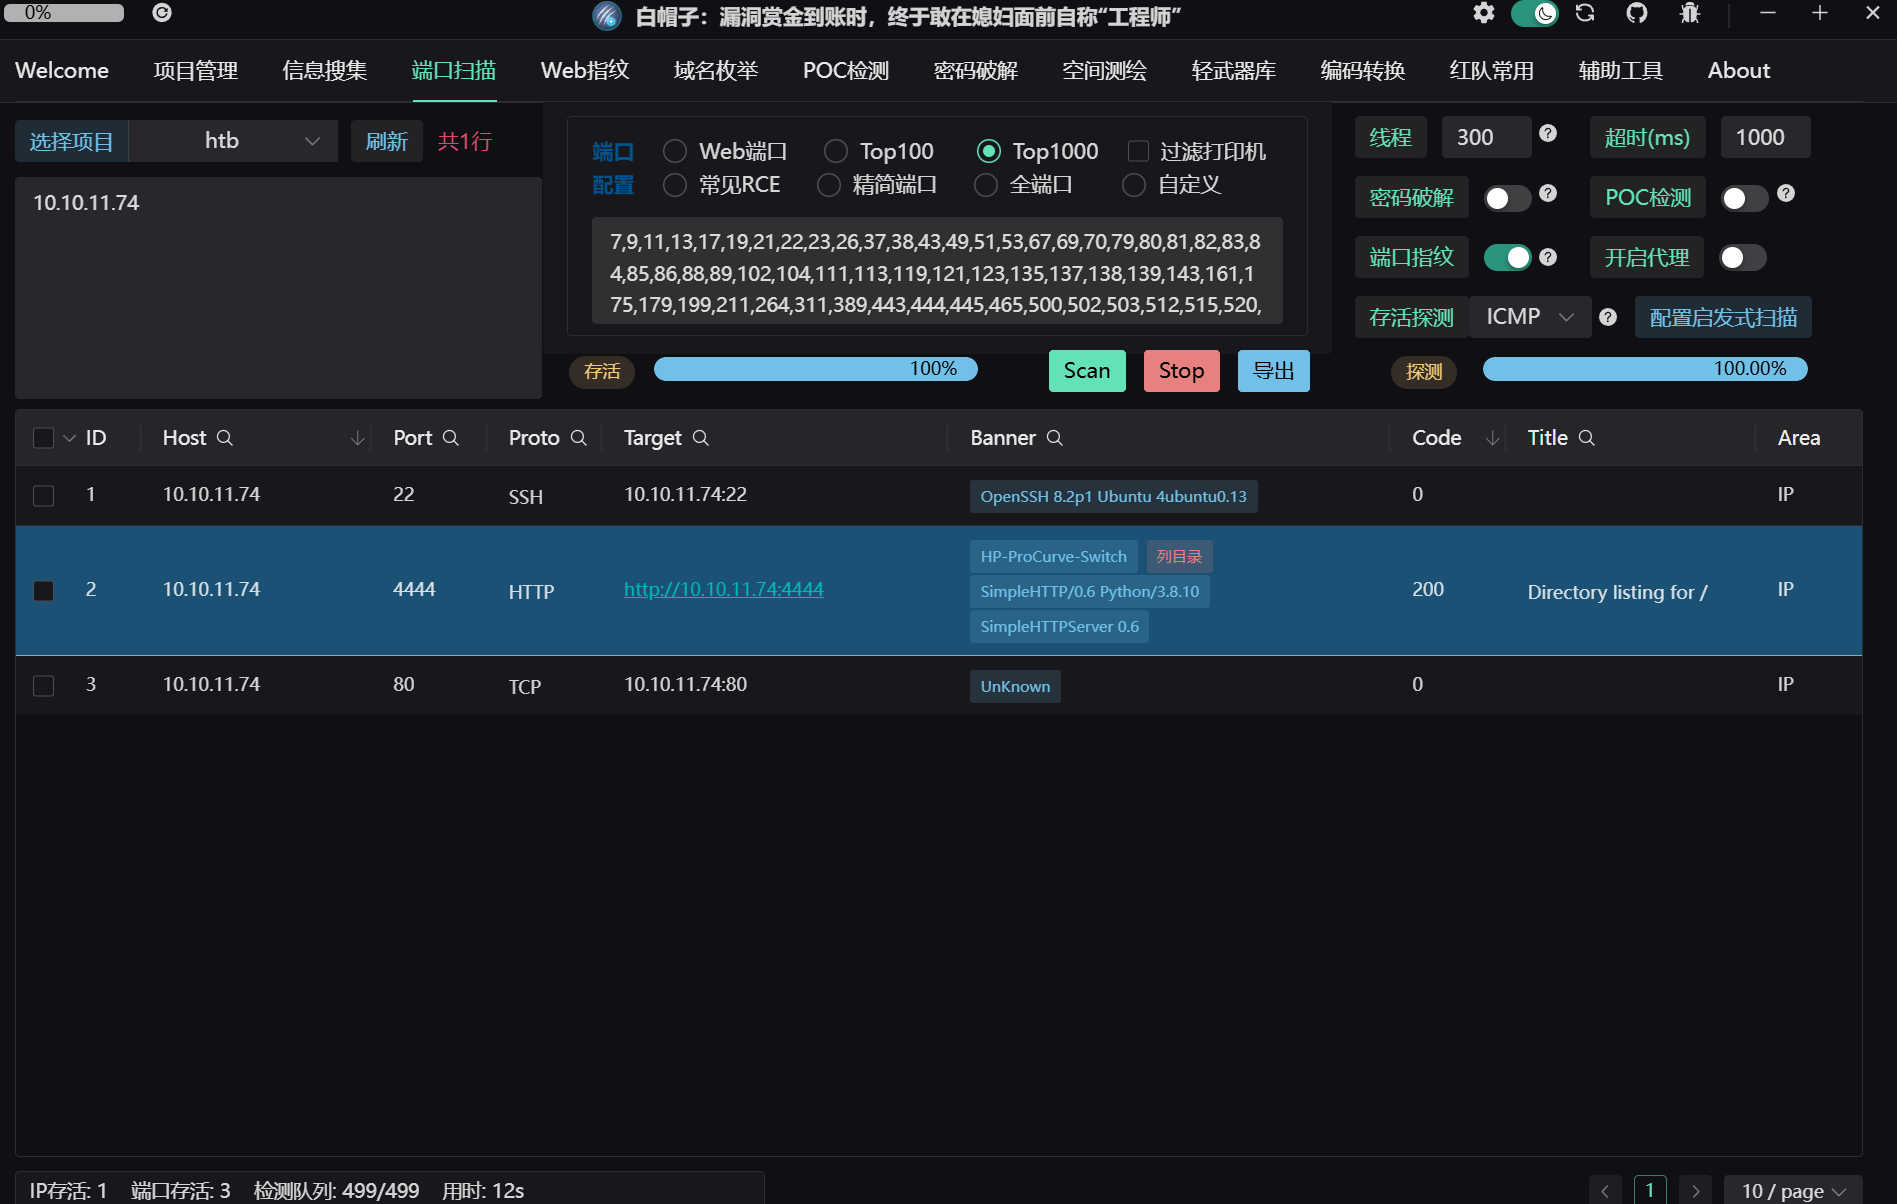 0%
白帽子：漏洞赏金到账时，终于敢在媳妇面前自称“工程师”
Welcome 项目管理 信息搜集 端口扫描 Web指纹 域名枚举 POC检测 密码破解 空间测绘 轻武器库 编码转换 红队常用 辅助工具 About
选择项目 htb 刷新 共1行
10.10.11.74
端口 Web端口 Top100 Top1000 过滤打印机
配置 常见RCE 精简端口 全端口 自定义
7,9,11,13,17,19,21,22,23,26,37,38,43,49,51,53,67,69,70,79,80,81,82,83,8
4,85,86,88,89,102,104,111,113,119,121,123,135,137,138,139,143,161,1
75,179,199,211,264,311,389,443,444,445,465,500,502,503,512,515,520,
线程 300 超时(ms) 1000
密码破解 POC检测
端口指纹 开启代理
存活探测 ICMP 配置启发式扫描
存活 100% Scan Stop 导出 探测 100.00%
ID Host Port Proto Target Banner Code Title Area
1 10.10.11.74 22 SSH 10.10.11.74:22 OpenSSH 8.2p1 Ubuntu 4ubuntu0.13 0 IP
2 10.10.11.74 4444 HTTP http://10.10.11.74:4444 HP-ProCurve-Switch 列目录 SimpleHTTP/0.6 Python/3.8.10 SimpleHTTPServer 0.6 200 Directory listing for / IP
3 10.10.11.74 80 TCP 10.10.11.74:80 UnKnown 0 IP
IP存活: 1 端口存活: 3 检测队列: 499/499 用时: 12s
1 10 / page